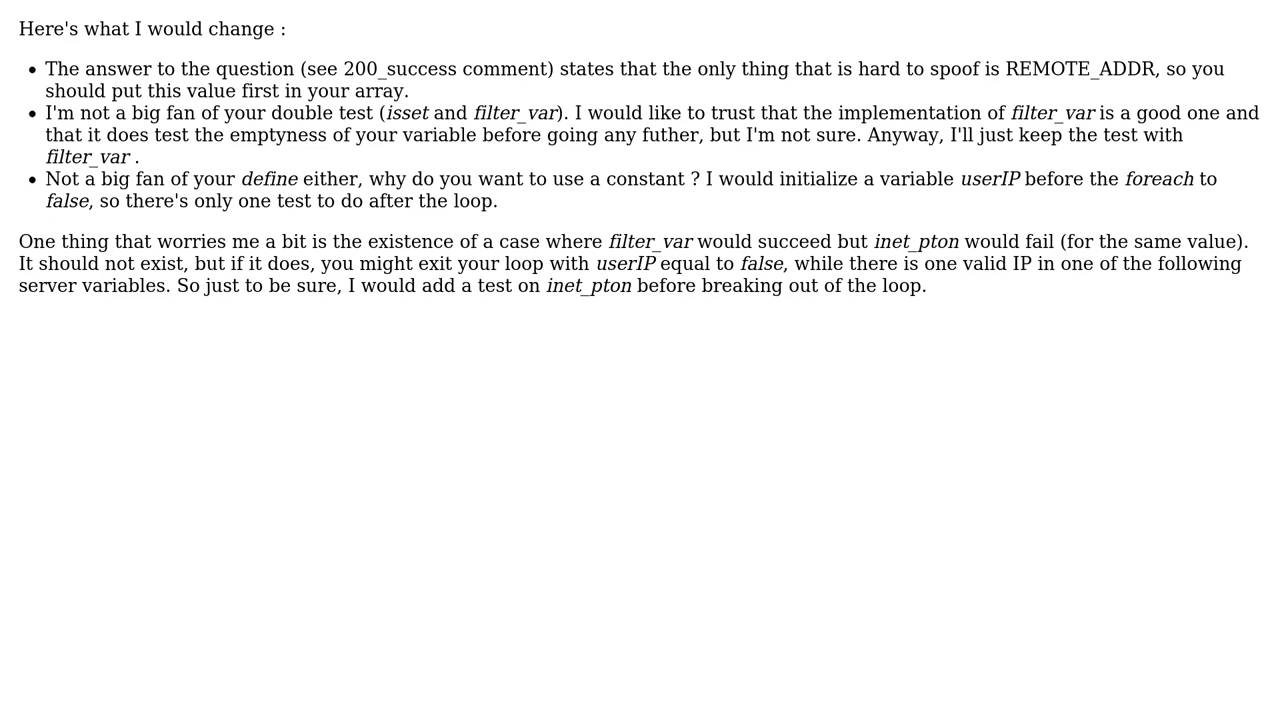 Here's what I would change :
• The answer to the question (see 200_success comment) states that the only thing that is hard to spoof is REMOTE_ADDR, so you
should put this value first in your array.
• I'm not a big fan of your double test (isset and filter_var). I would like to trust that the implementation of filter_var is a good one and
that it does test the emptyness of your variable before going any futher, but I'm not sure. Anyway, I'll just keep the test with
filter_var .
• Not a big fan of your define either, why do you want to use a constant ? I would initialize a variable userIP before the foreach to
false, so there's only one test to do after the loop.
One thing that worries me a bit is the existence of a case where filter_var would succeed but inet_pton would fail (for the same value).
It should not exist, but if it does, you might exit your loop with userIP equal to false, while there is one valid IP in one of the following
server variables. So just to be sure, I would add a test on inet_pton before breaking out of the loop.